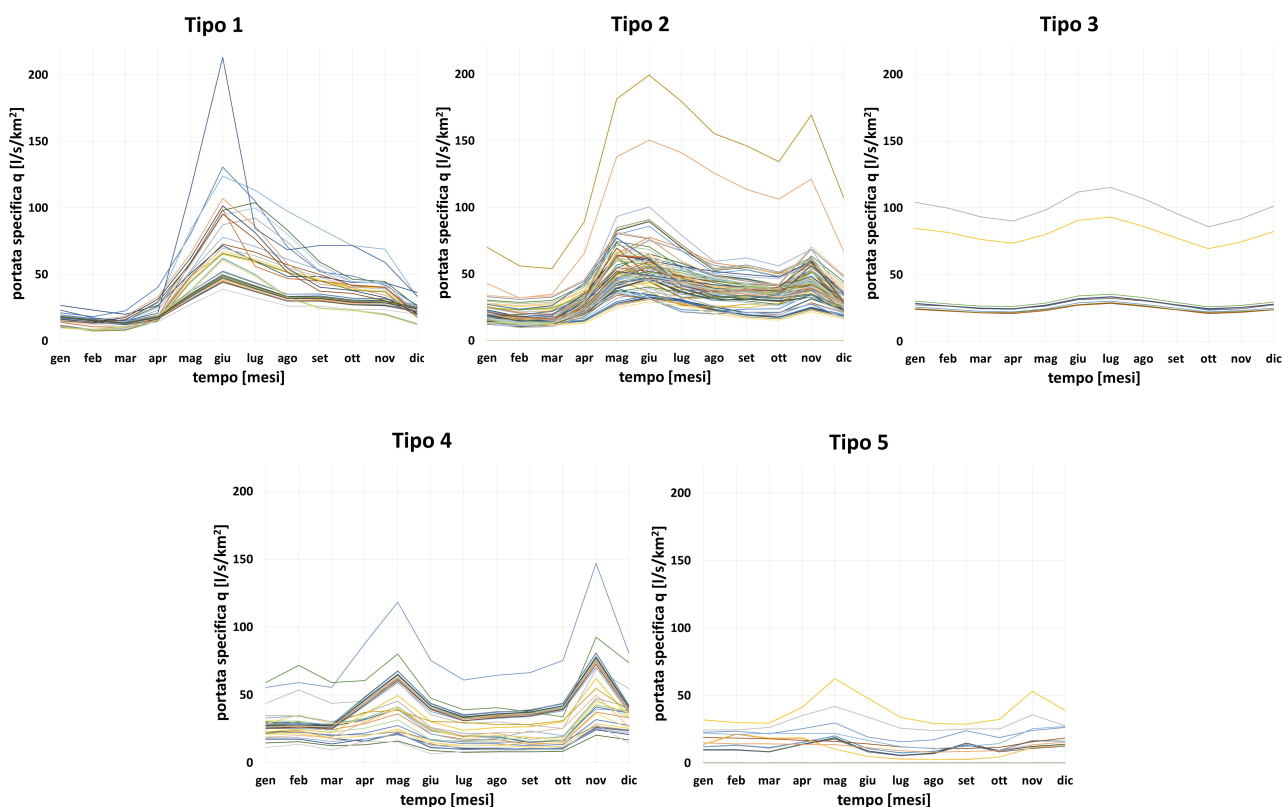 Tipo 1
portata specifica q [l/s/km²]
200
150
100
50
0
gen feb mar apr mag giu lug ago set ott nov dic
tempo [mesi]
Tipo 2
portata specifica q [l/s/km²]
200
150
100
50
0
gen feb mar apr mag giu lug ago set ott nov dic
tempo [mesi]
Tipo 3
portata specifica q [l/s/km²]
200
150
100
50
0
gen feb mar apr mag giu lug ago set ott nov dic
tempo [mesi]
Tipo 4
portata specifica q [l/s/km²]
200
150
100
50
0
gen feb mar apr mag giu lug ago set ott nov dic
tempo [mesi]
Tipo 5
portata specifica q [l/s/km²]
200
150
100
50
0
gen feb mar apr mag giu lug ago set ott nov dic
tempo [mesi]